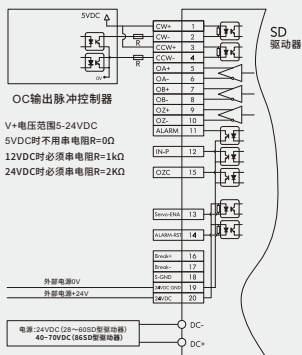 5VDC
0V
R
R
OC输出脉冲控制器
V+电压范围5-24VDC
5VDC时不用串电阻R=0Ω
12VDC时必须串电阻R=1kΩ
24VDC时必须串电阻R=2KΩ
CW+ 1
CW- 2
CCW+ 3
CCW- 4
OA+ 5
OA- 6
OB+ 7
OB- 8
OZ+ 9
OZ- 10
ALARM 11
IN-P 12
OZC 15
Servo-ENA 13
ALARM-RST 14
Break+ 16
Break- 17
S-GND 18
24VDC GND 19
24VDC 20
SD
驱动器
外部电源0V
外部电源+24V
电源:24VDC(28~60SD型驱动器)
40-70VDC(86SD型驱动器)
DC-
DC+